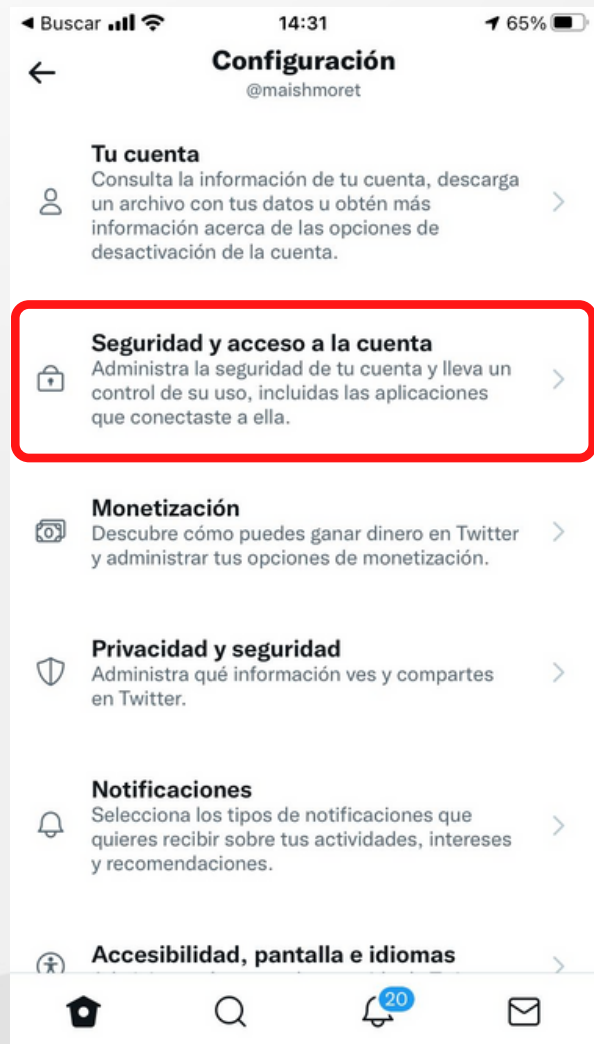 Buscar
14:31
65%
Configuración
@maishmoret
Tu cuenta
Consulta la información de tu cuenta, descarga
un archivo con tus datos u obtén más
información acerca de las opciones de
desactivación de la cuenta.
Seguridad y acceso a la cuenta
Administra la seguridad de tu cuenta y lleva un
control de su uso, incluidas las aplicaciones
que conectaste a ella.
Monetización
Descubre cómo puedes ganar dinero en Twitter
y administrar tus opciones de monetización.
Privacidad y seguridad
Administra qué información ves y compartes
en Twitter.
Notificaciones
Selecciona los tipos de notificaciones que
quieres recibir sobre tus actividades, intereses
y recomendaciones.
Accesibilidad, pantalla e idiomas
20